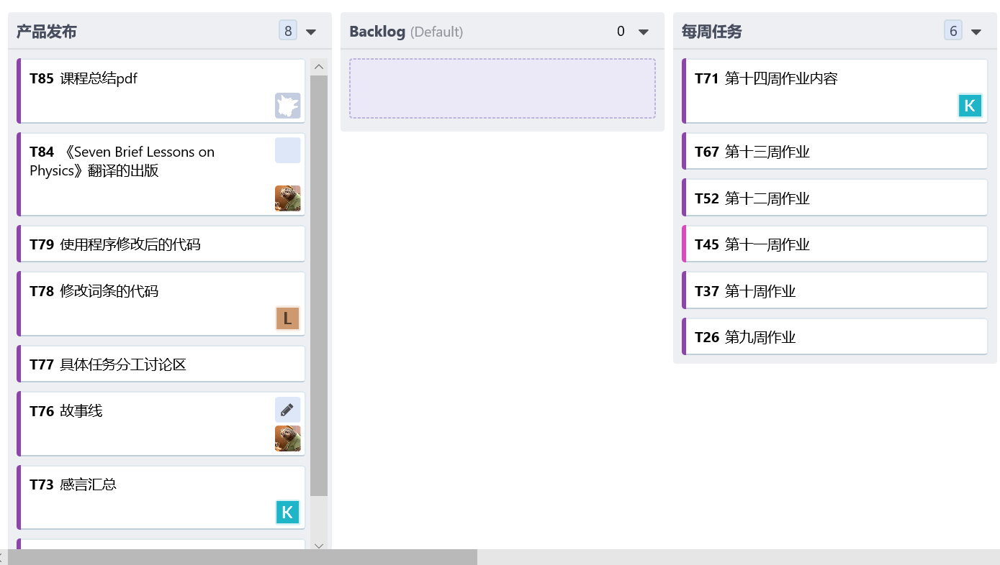 产品发布 8
T85 课程总结pdf
T84 《Seven Brief Lessons on
Physics》翻译的出版
T79 使用程序修改后的代码
T78 修改词条的代码
L
T77 具体任务分工讨论区
T76 故事线
T73 感言汇总
K
Backlog (Default) 0
每周任务 6
T71 第十四周作业内容
K
T67 第十三周作业
T52 第十二周作业
T45 第十一周作业
T37 第十周作业
T26 第九周作业